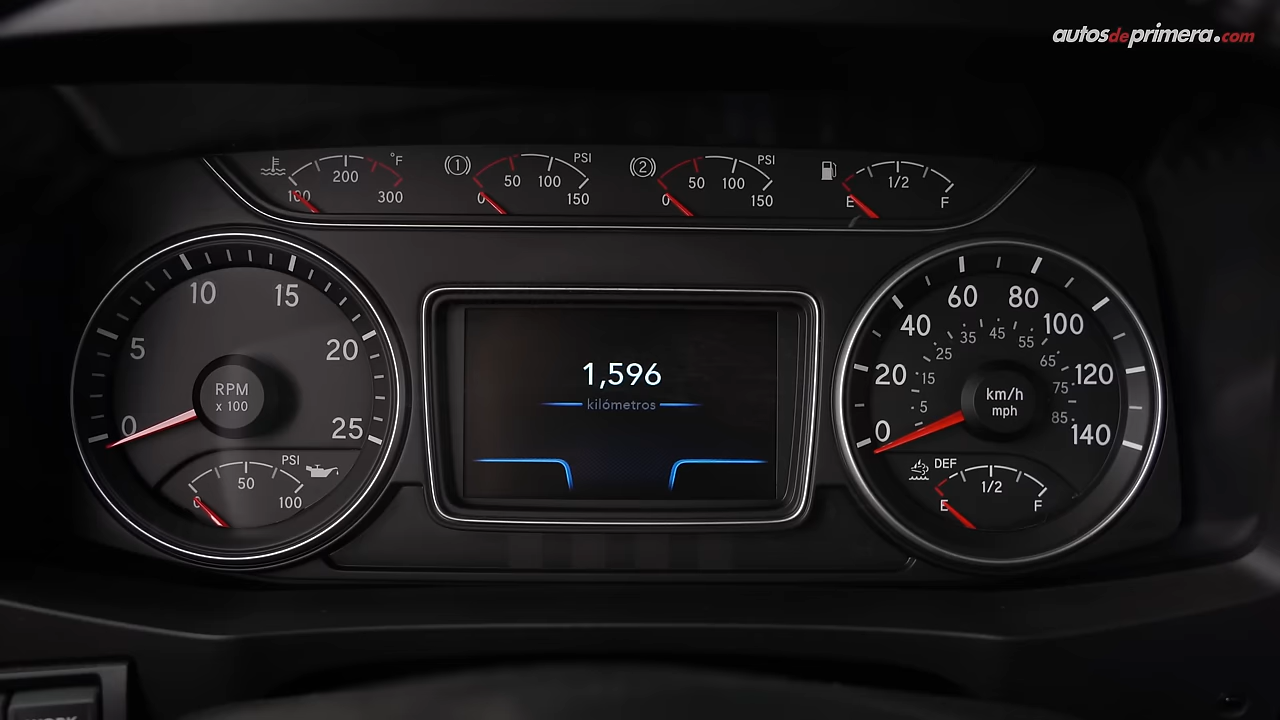 autosdeprimera.com
°F
100 200 300
1 PSI
0 50 100 150
2 PSI
0 50 100 150
1/2
E F
0 5 10 15 20 25
RPM
x 100
PSI
0 50 100
1,596
kilómetros
0 20 40 60 80 100 120 140
5 15 25 35 45 55 65 75 85
km/h
mph
DEF
1/2
E F